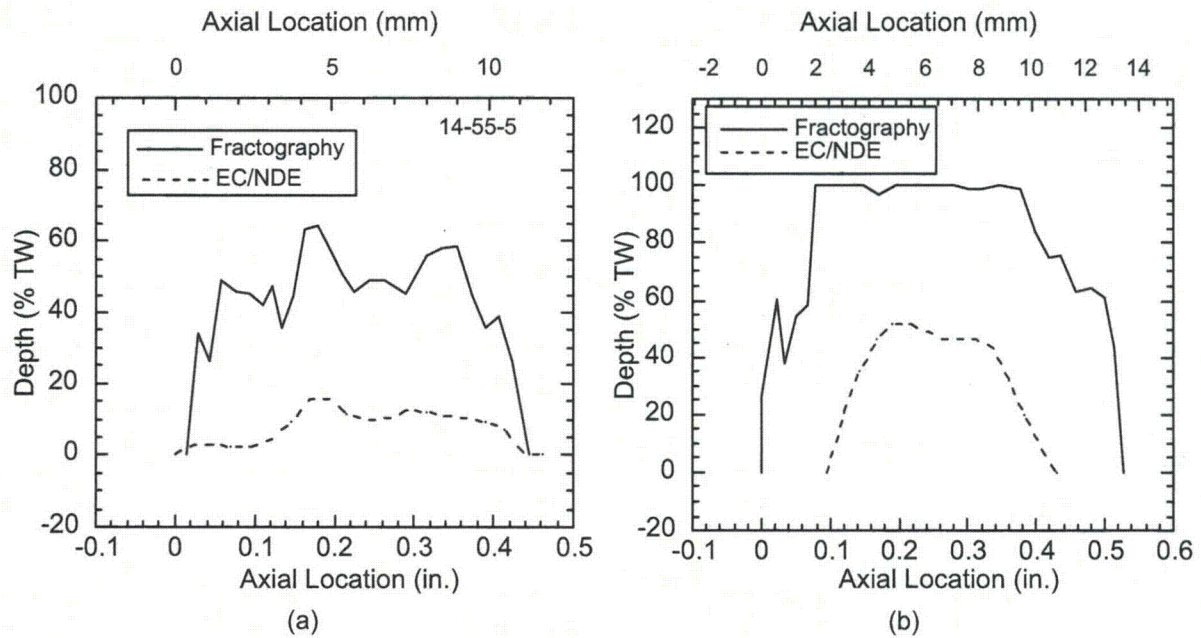 Axial Location (mm)
0 5 10
100
80
60
40
20
0
-20
Depth (% TW)
14-55-5
Fractography
EC/NDE
-0.1 0 0.1 0.2 0.3 0.4 0.5
Axial Location (in.)
(a)
Axial Location (mm)
-2 0 2 4 5 6 8 10 11 12 14
120
100
80
60
40
20
0
-20
Depth (% TW)
Fractography
EC/NDE
-0.1 0 0.1 0.2 0.3 0.4 0.5 0.6
Axial Location (in.)
(b)